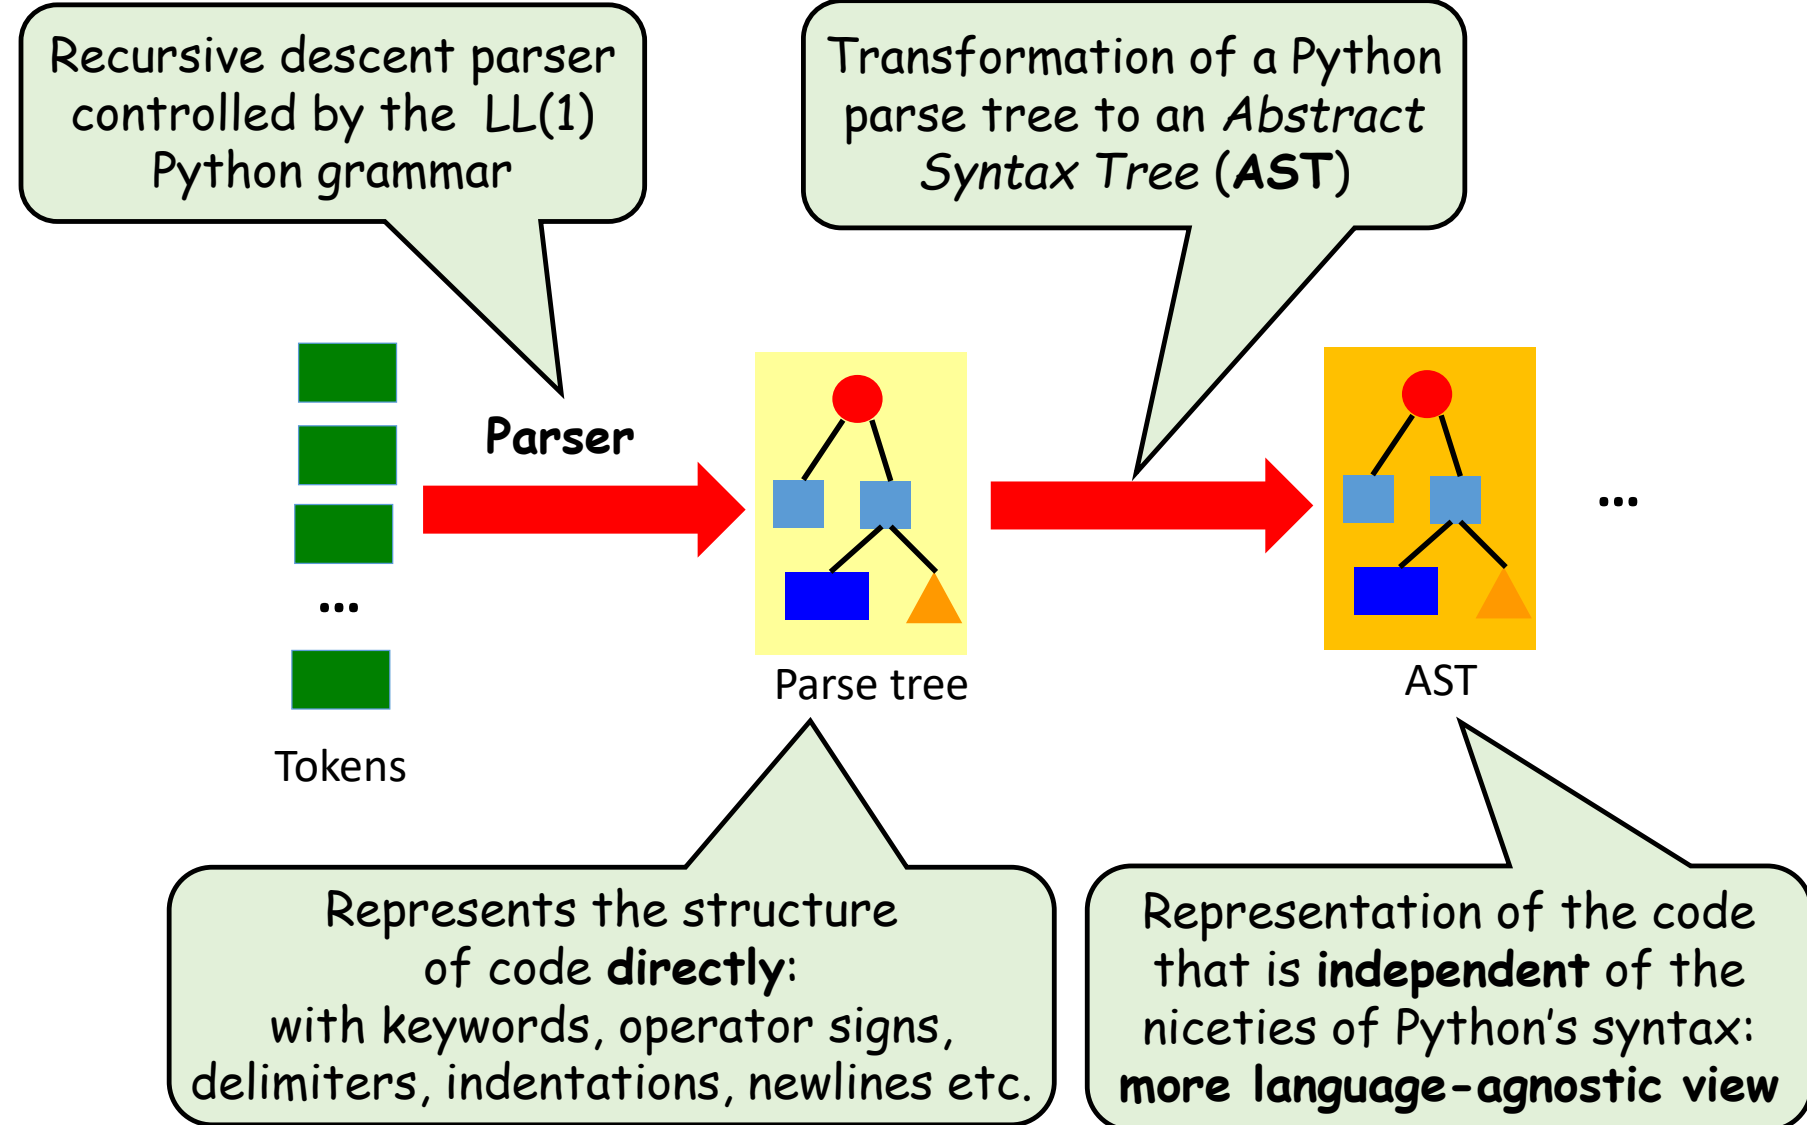 Recursive descent parser
controlled by the LL(1)
Python grammar
Transformation of a Python
parse tree to an Abstract
Syntax Tree (AST)
Parser
...
...
Parse tree
AST
Tokens
Represents the structure
of code directly:
with keywords, operator signs,
delimiters, indentations, newlines etc.
Representation of the code
that is independent of the
niceties of Python’s syntax:
more language-agnostic view